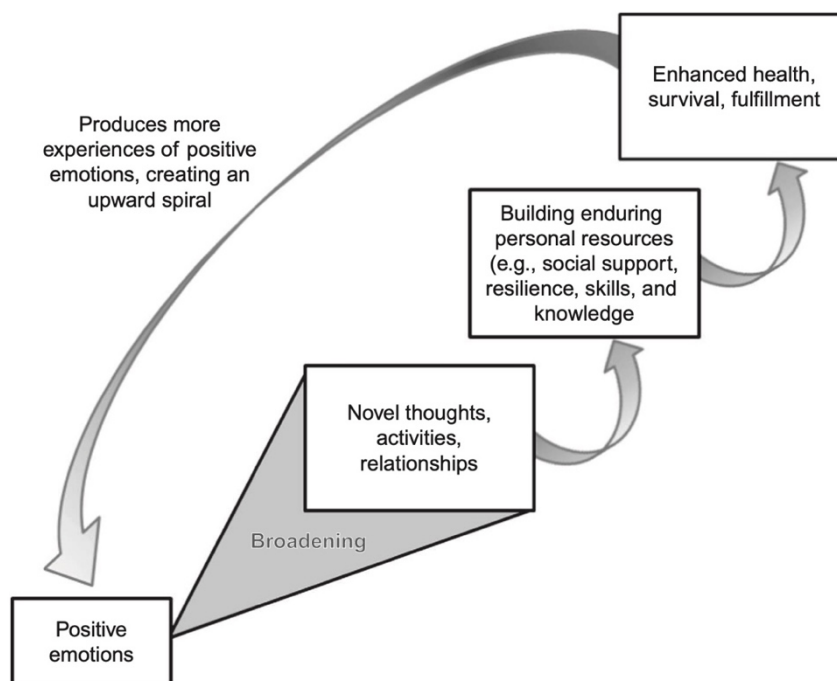 Enhanced health,
survival, fulfillment
Produces more
experiences of positive
emotions, creating an
upward spiral
Building enduring
personal resources
(e.g., social support,
resilience, skills, and
knowledge
Novel thoughts,
activities,
relationships
Broadening
Positive
emotions